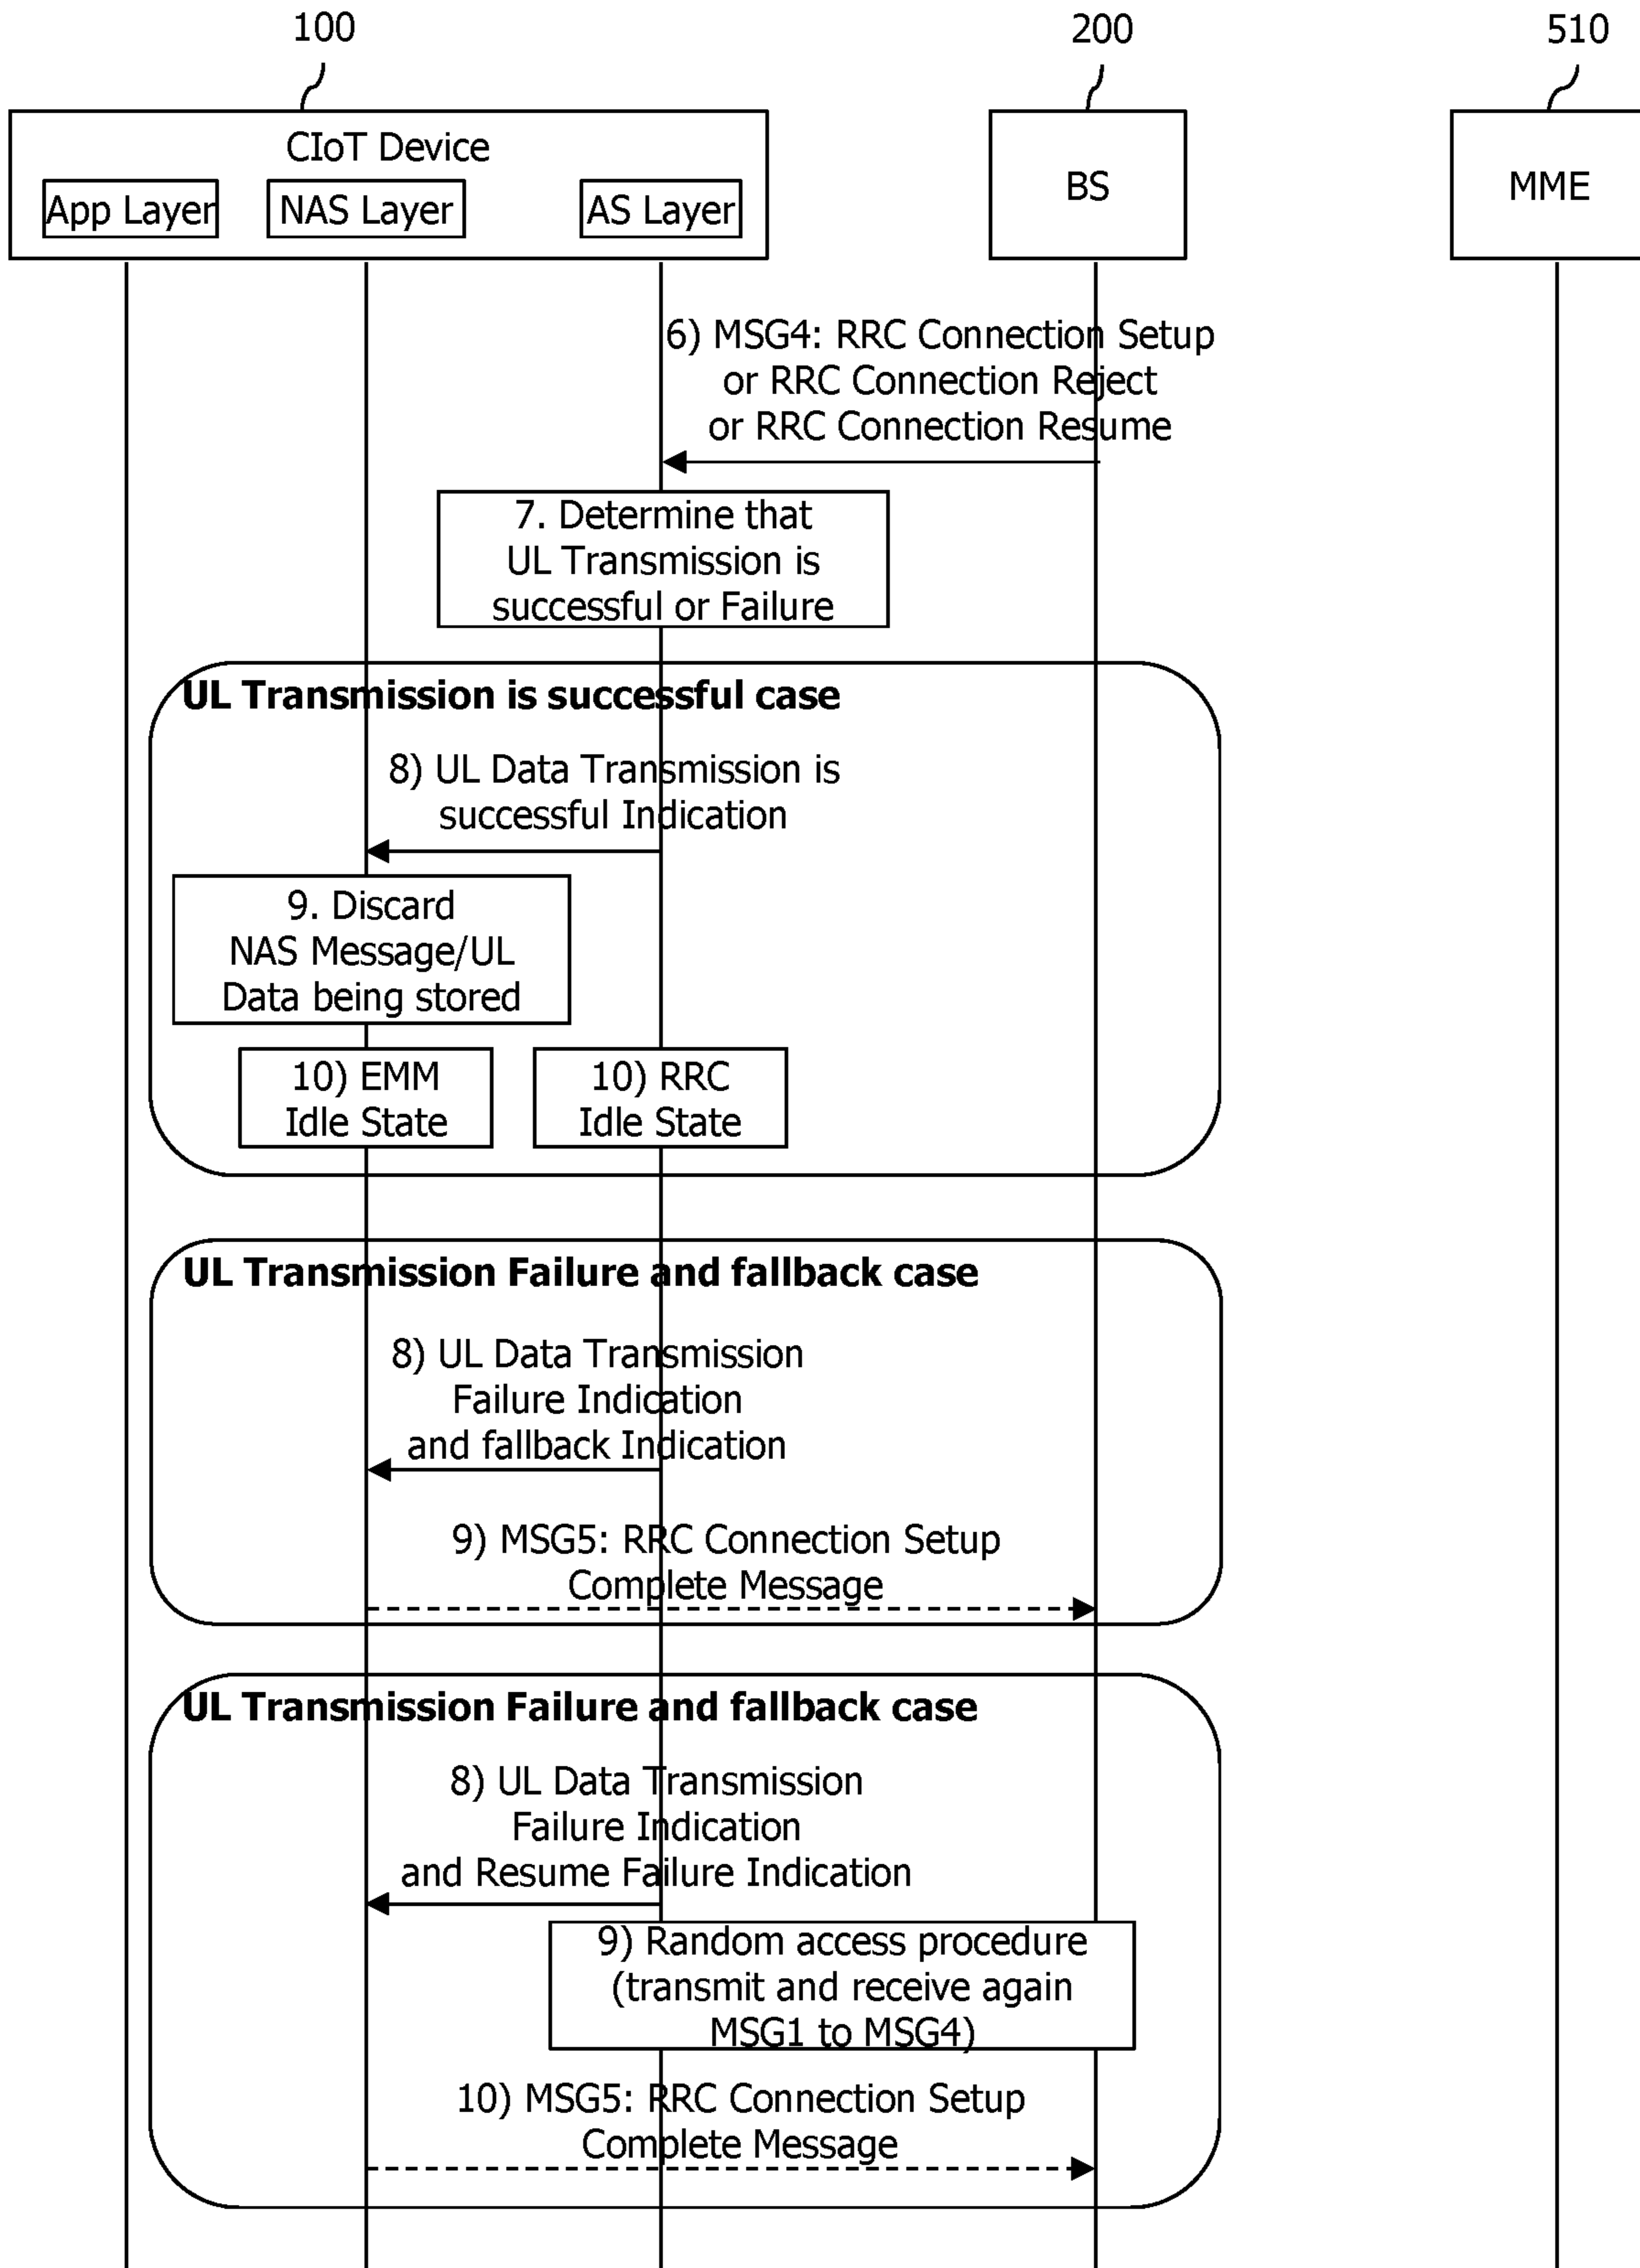 100
200
510
CIoT Device
App Layer
NAS Layer
AS Layer
BS
MME
6) MSG4: RRC Connection Setup
or RRC Connection Reject
or RRC Connection Resume
7. Determine that
UL Transmission is
successful or Failure
UL Transmission is successful case
8) UL Data Transmission is
successful Indication
9. Discard
NAS Message/UL
Data being stored
10) EMM
Idle State
10) RRC
Idle State
UL Transmission Failure and fallback case
8) UL Data Transmission
Failure Indication
and fallback Indication
9) MSG5: RRC Connection Setup
Complete Message
UL Transmission Failure and fallback case
8) UL Data Transmission
Failure Indication
and Resume Failure Indication
9) Random access procedure
(transmit and receive again
MSG1 to MSG4)
10) MSG5: RRC Connection Setup
Complete Message